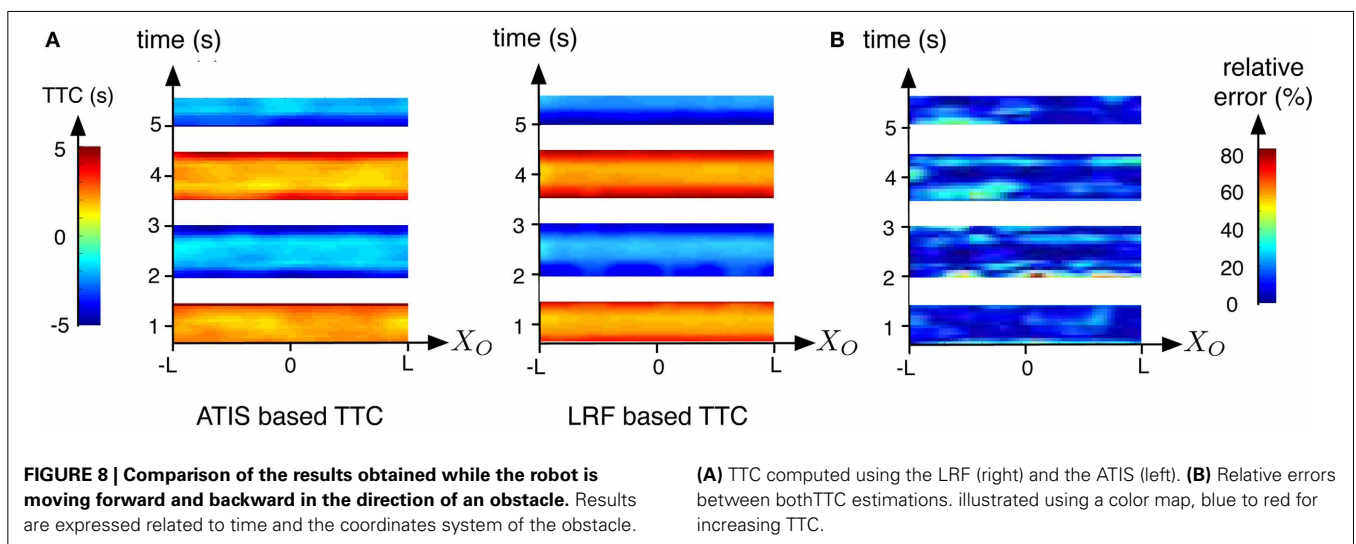 A
time (s)
time (s)
B
time (s)
TTC (s)
5
0
-5
5
4
3
2
1
-L
0
L
X_O
ATIS based TTC
5
4
3
2
1
-L
0
L
X_O
LRF based TTC
5
4
3
2
1
-L
0
L
X_O
relative
error (%)
80
60
40
20
0
FIGURE 8 | Comparison of the results obtained while the robot is
moving forward and backward in the direction of an obstacle. Results
are expressed related to time and the coordinates system of the obstacle.
(A) TTC computed using the LRF (right) and the ATIS (left). (B) Relative errors
between bothTTC estimations. illustrated using a color map, blue to red for
increasing TTC.